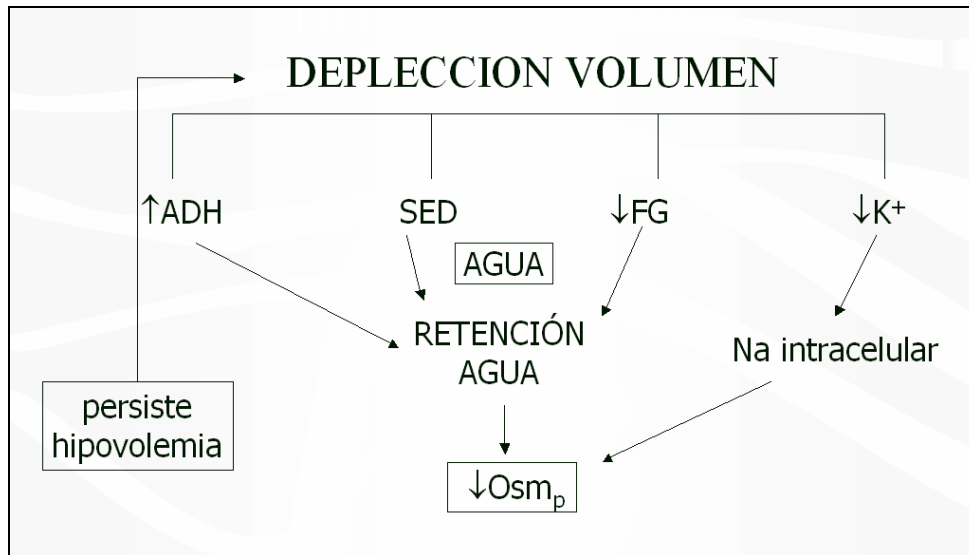 DEPLECCION VOLUMEN
↑ADH
SED
↓FG
↓K⁺
AGUA
RETENCIÓN
AGUA
Na intracelular
persiste
hipovolemia
↓Osmₚ